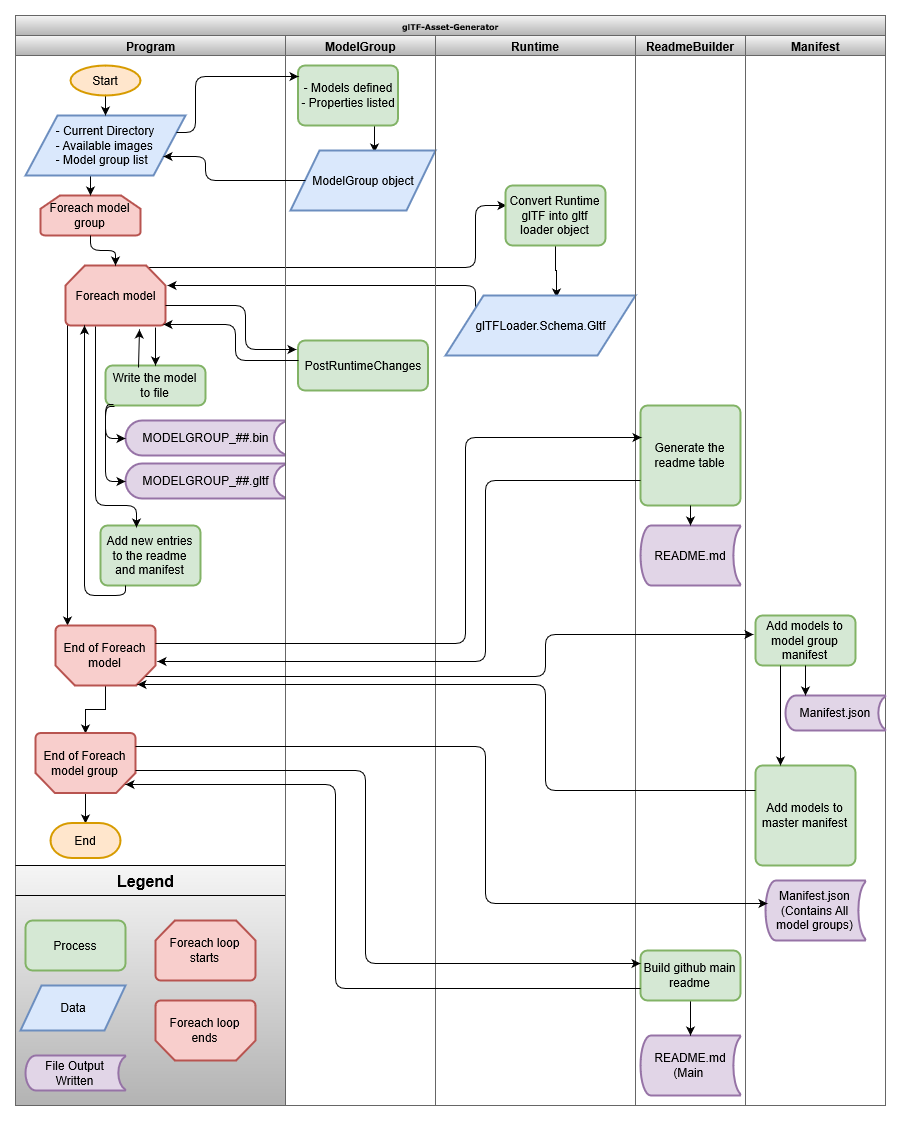 glTF-Asset-Generator
Program
ModelGroup
Runtime
ReadmeBuilder
Manifest
Start
- Current Directory
- Available images
- Model group list
- Models defined
- Properties listed
ModelGroup object
Foreach model
group
Convert Runtime
glTF into gltf
loader object
Foreach model
glTFLoader.Schema.Gltf
PostRuntimeChanges
Write the model
to file
MODELGROUP_##.bin
MODELGROUP_##.gltf
Add new entries
to the readme
and manifest
Generate the
readme table
README.md
End of Foreach
model
Add models to
model group
manifest
Manifest.json
End of Foreach
model group
Add models to
master manifest
End
Manifest.json
(Contains All
model groups)
Build github main
readme
README.md
(Main
Legend
Process
Foreach loop
starts
Data
Foreach loop
ends
File Output
Written